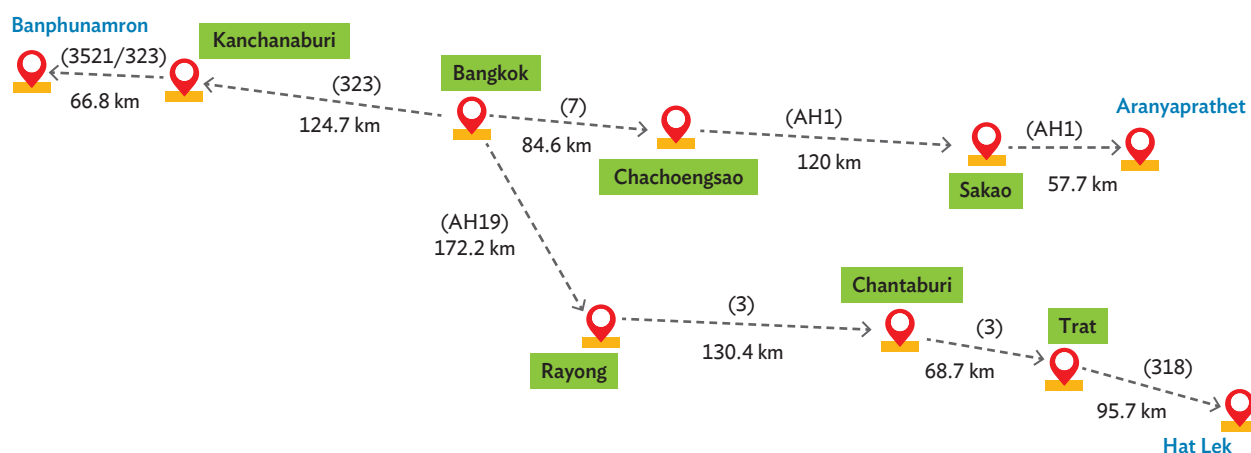 Banphunamron
(3521/323)
66.8 km
Kanchanaburi
(323)
124.7 km
Bangkok
(7)
84.6 km
Chachoengsao
(AH1)
120 km
Sakao
(AH1)
57.7 km
Aranyaprathet
(AH19)
172.2 km
Rayong
(3)
130.4 km
Chantaburi
(3)
68.7 km
Trat
(318)
95.7 km
Hat Lek